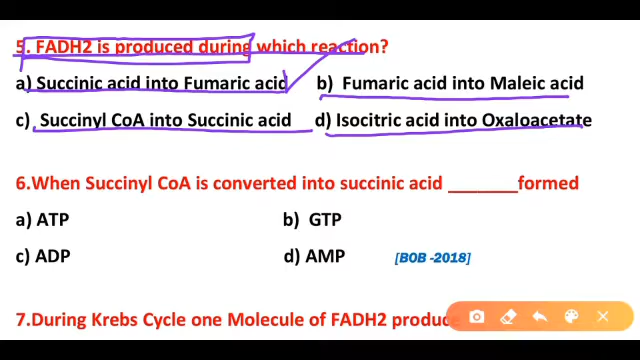 5. FADH2 is produced during which reaction?
a) Succinic acid into Fumaric acid b) Fumaric acid into Maleic acid
c) Succinyl CoA into Succinic acid d) Isocitric acid into Oxaloacetate
6.When Succinyl CoA is converted into succinic acid _______formed
a) ATP b) GTP
c) ADP d) AMP [BOB -2018]
7.During Krebs Cycle one Molecule of FADH2 produce